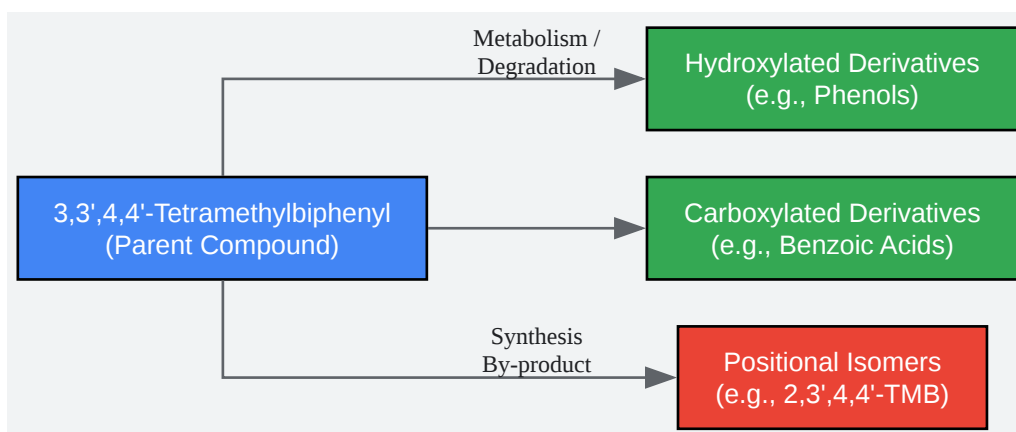 Metabolism /
Degradation
Hydroxylated Derivatives
(e.g., Phenols)
3,3',4,4'-Tetramethylbiphenyl
(Parent Compound)
Carboxylated Derivatives
(e.g., Benzoic Acids)
Synthesis
By-product
Positional Isomers
(e.g., 2,3',4,4'-TMB)